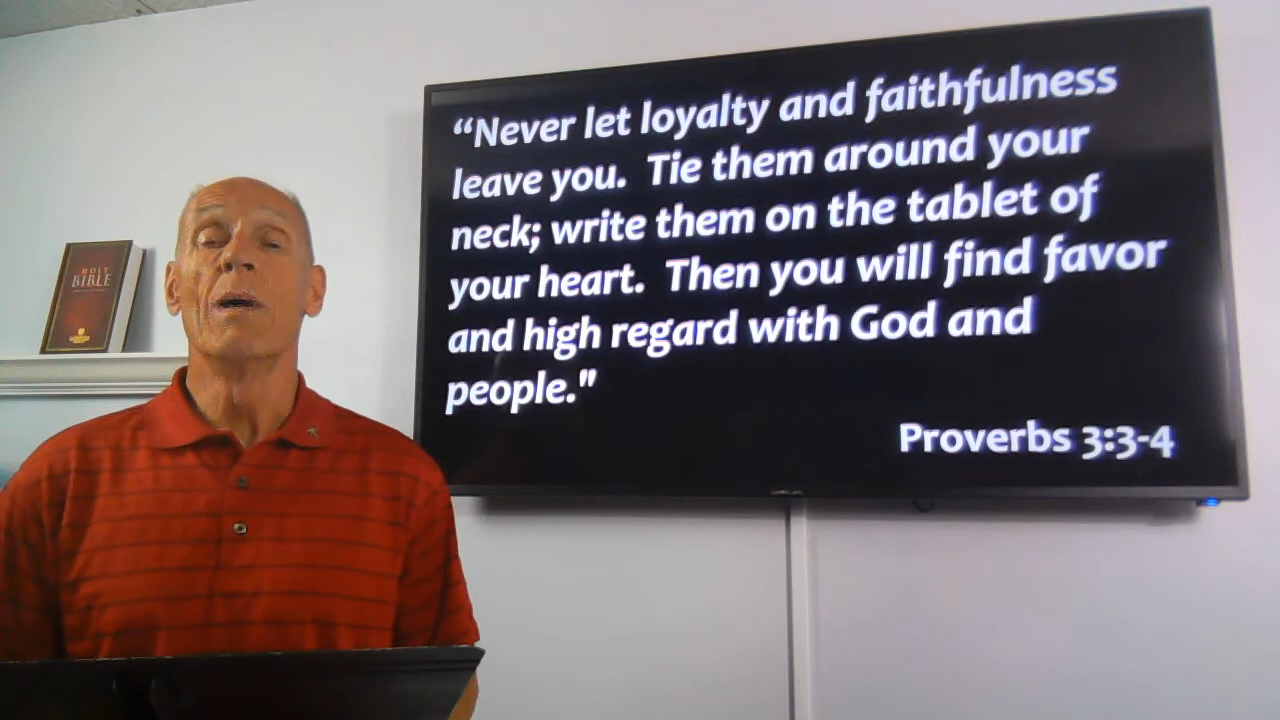 HOLY
BIBLE
“Never let loyalty and faithfulness
leave you.  Tie them around your
neck; write them on the tablet of
your heart.  Then you will find favor
and high regard with God and
people."
Proverbs 3:3-4